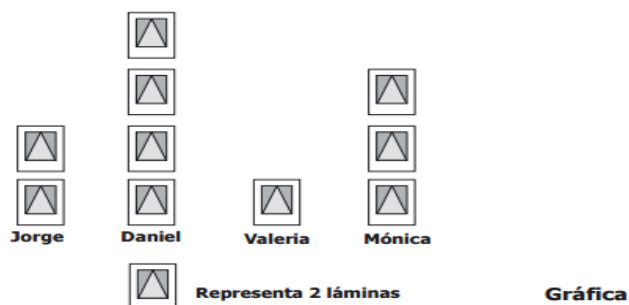 Jorge Daniel Valeria Mónica
Representa 2 láminas Gráfica